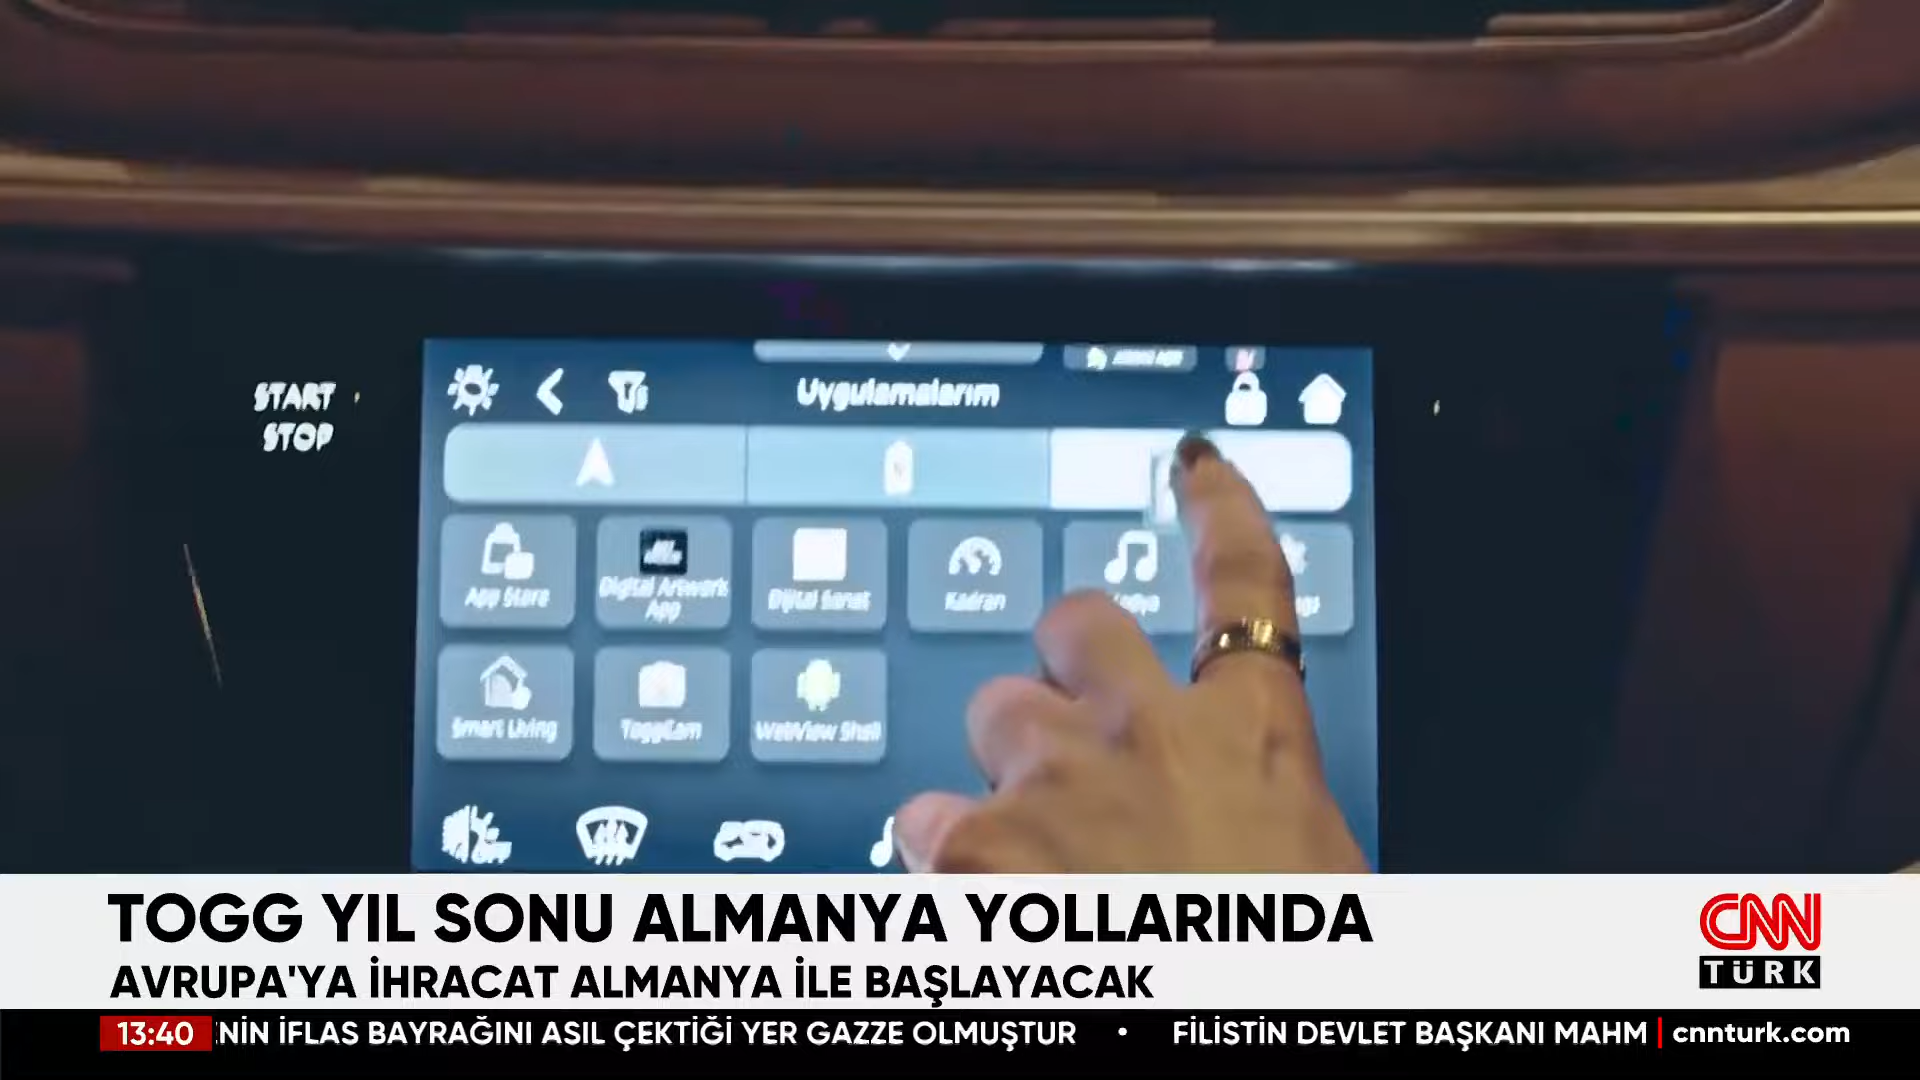 START
STOP
Uygulamalarım
App Store
Digital Artwork
App
Dijital Sanat
Kadran
Smart Living
ToggCam
WebView Shell
OFF
TOGG YIL SONU ALMANYA YOLLARINDA
AVRUPA'YA İHRACAT ALMANYA İLE BAŞLAYACAK
CNN
TÜRK
13:40 ENİN İFLAS BAYRAĞINI ASIL ÇEKTİĞİ YER GAZZE OLMUŞTUR • FİLİSTİN DEVLET BAŞKANI MAHM | cnnturk.com